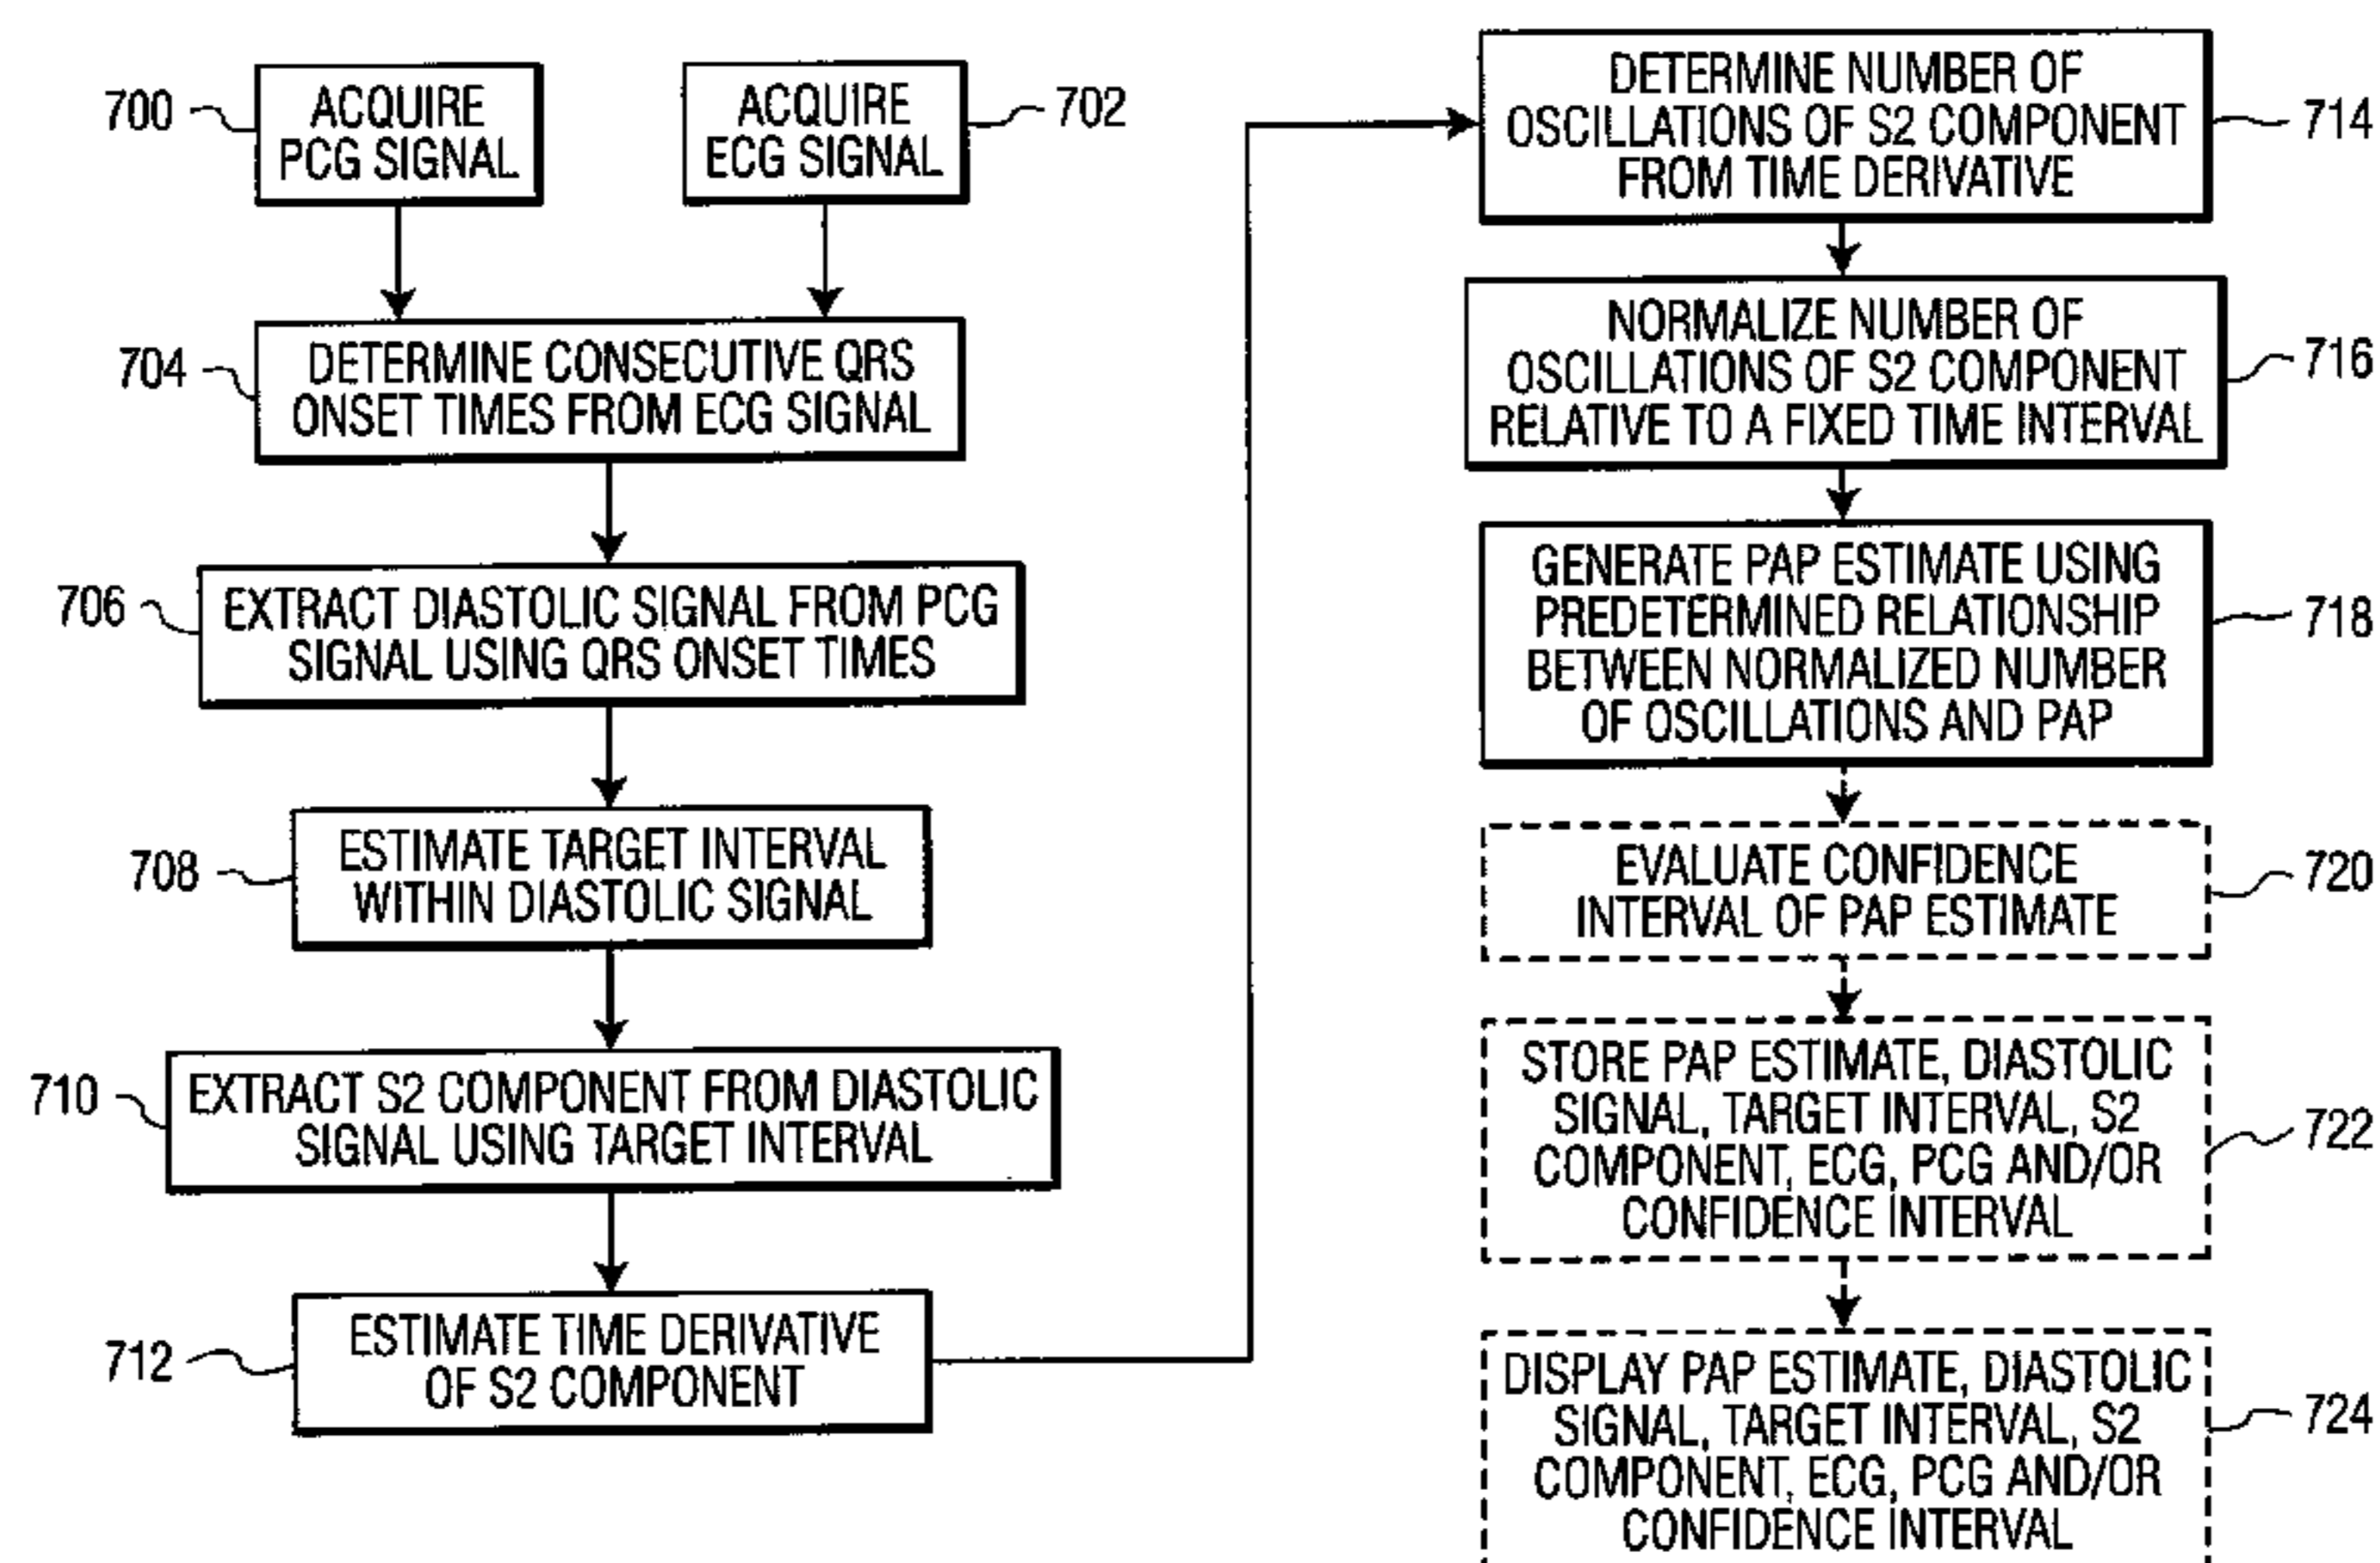 700
ACQUIRE
PCG SIGNAL
ACQUIRE
ECG SIGNAL
702
704
DETERMINE CONSECUTIVE QRS
ONSET TIMES FROM ECG SIGNAL
706
EXTRACT DIASTOLIC SIGNAL FROM PCG
SIGNAL USING QRS ONSET TIMES
708
ESTIMATE TARGET INTERVAL
WITHIN DIASTOLIC SIGNAL
710
EXTRACT S2 COMPONENT FROM DIASTOLIC
SIGNAL USING TARGET INTERVAL
712
ESTIMATE TIME DERIVATIVE
OF S2 COMPONENT
DETERMINE NUMBER OF
OSCILLATIONS OF S2 COMPONENT
FROM TIME DERIVATIVE
714
NORMALIZE NUMBER OF
OSCILLATIONS OF S2 COMPONENT
RELATIVE TO A FIXED TIME INTERVAL
716
GENERATE PAP ESTIMATE USING
PREDETERMINED RELATIONSHIP
BETWEEN NORMALIZED NUMBER
OF OSCILLATIONS AND PAP
718
EVALUATE CONFIDENCE
INTERVAL OF PAP ESTIMATE
720
STORE PAP ESTIMATE, DIASTOLIC
SIGNAL, TARGET INTERVAL, S2
COMPONENT, ECG, PCG AND/OR
CONFIDENCE INTERVAL
722
DISPLAY PAP ESTIMATE, DIASTOLIC
SIGNAL, TARGET INTERVAL, S2
COMPONENT, ECG, PCG AND/OR
CONFIDENCE INTERVAL
724